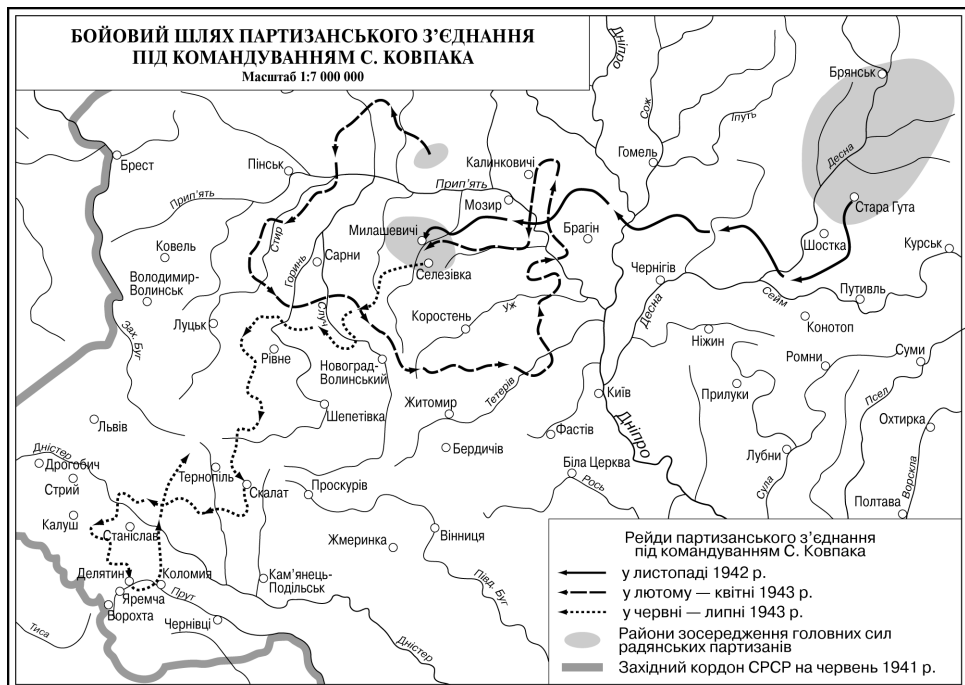 БОЙОВИЙ ШЛЯХ ПАРТИЗАНСЬКОГО З’ЄДНАННЯ
ПІД КОМАНДУВАННЯМ С. КОВПАКА
Масштаб 1:7 000 000
Дніпро
Сож
Іпуть
Брянськ
Десна
Гомель
Калинковичі
Брест
Пінськ
Прип’ять
Прип’ять
Мозир
Стара Гута
Стир
Милашевичі
Брагін
Шостка
Курськ
Ковель
Горинь
Сарни
Селезівка
Чернігів
Володимир-
Волинськ
Сейм
Путивль
Десна
Уж
Конотоп
Зах. Буг
Луцьк
Случ
Коростень
Ніжин
Ромни
Суми
Рівне
Новоград-
Волинський
Прилуки
Псел
Шепетівка
Житомир
Тетерів
Київ
Охтирка
Львів
Дніпро
Фастів
Бердичів
Лубни
Дністер
Дрогобич
Тернопіль
Біла Церква
Сула
Ворскла
Стрий
Скалат
Проскурів
Рось
Полтава
Калуш
Станіслав
Жмеринка
Вінниця
Делятин
Коломия
Кам’янець-
Подільськ
Півд. Буг
Яремча
Ворохта
Прут
Чернівці
Тиса
Дністер
Рейди партизанського з’єднання
під командуванням С. Ковпака
у листопаді 1942 р.
у лютому — квітні 1943 р.
у червні — липні 1943 р.
Райони зосередження головних сил
радянських партизанів
Західний кордон СРСР на червень 1941 р.